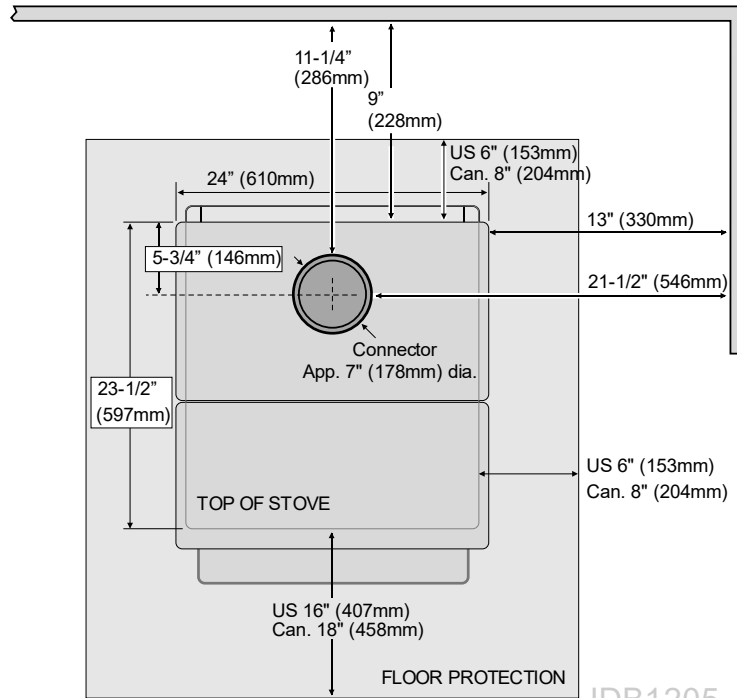 11-1/4”
(286mm)
9”
(228mm)
US 6" (153mm)
Can. 8" (204mm)
24” (610mm)
13" (330mm)
5-3/4” (146mm)
21-1/2" (546mm)
Connector
App. 7" (178mm) dia.
23-1/2”
(597mm)
US 6" (153mm)
Can. 8" (204mm)
TOP OF STOVE
US 16" (407mm)
Can. 18" (458mm)
FLOOR PROTECTION